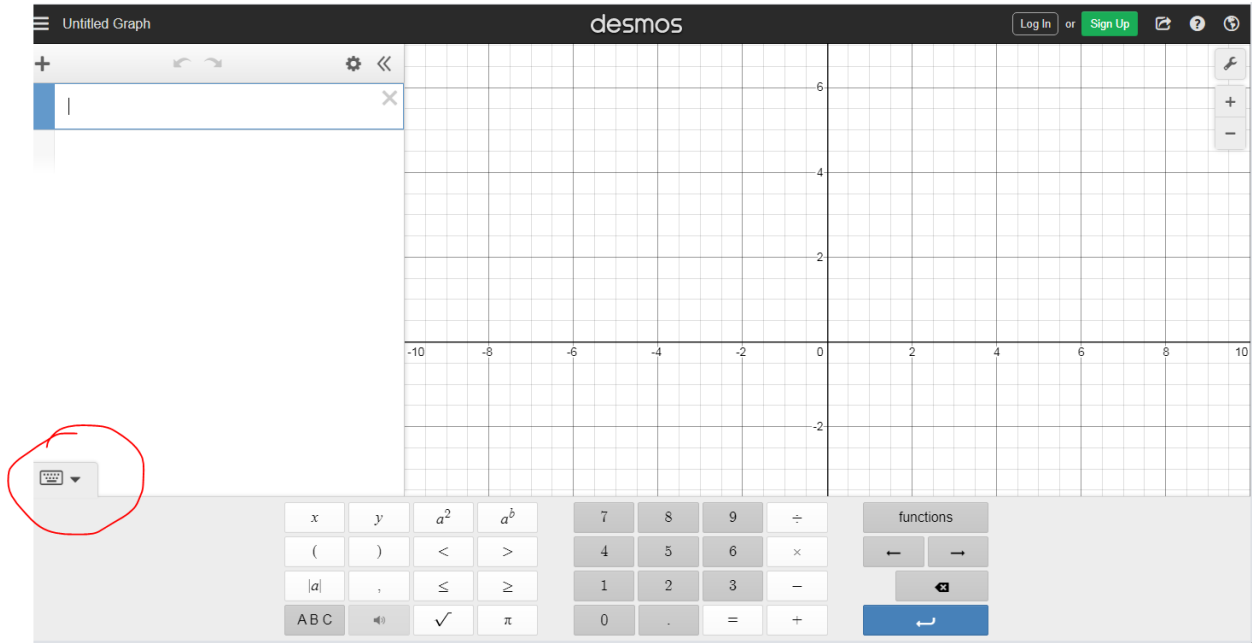 Untitled Graph desmos Log In or Sign Up
6
4
2
-10 -8 -6 -4 -2 0 2 4 6 8 10
-2
x y a² aᵇ 7 8 9 ÷ functions
( ) < > 4 5 6 × ← →
|a| , ≤ ≥ 1 2 3 −
A B C √ π 0 . = +